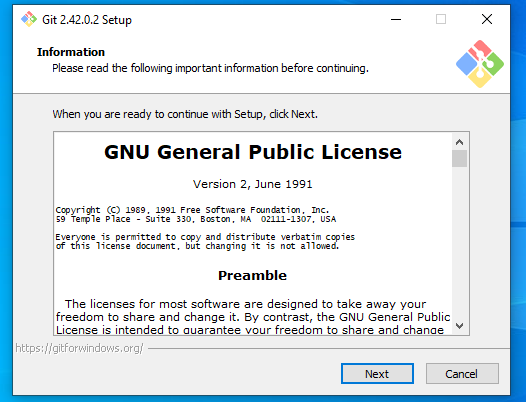 Git 2.42.0.2 Setup
Information
Please read the following important information before continuing.
When you are ready to continue with Setup, click Next.
GNU General Public License
Version 2, June 1991
Copyright (C) 1989, 1991 Free Software Foundation, Inc.
59 Temple Place - Suite 330, Boston, MA  02111-1307, USA
Everyone is permitted to copy and distribute verbatim copies
of this license document, but changing it is not allowed.
Preamble
The licenses for most software are designed to take away your
freedom to share and change it. By contrast, the GNU General Public
License is intended to guarantee your freedom to share and change
https://gitforwindows.org/
Next
Cancel